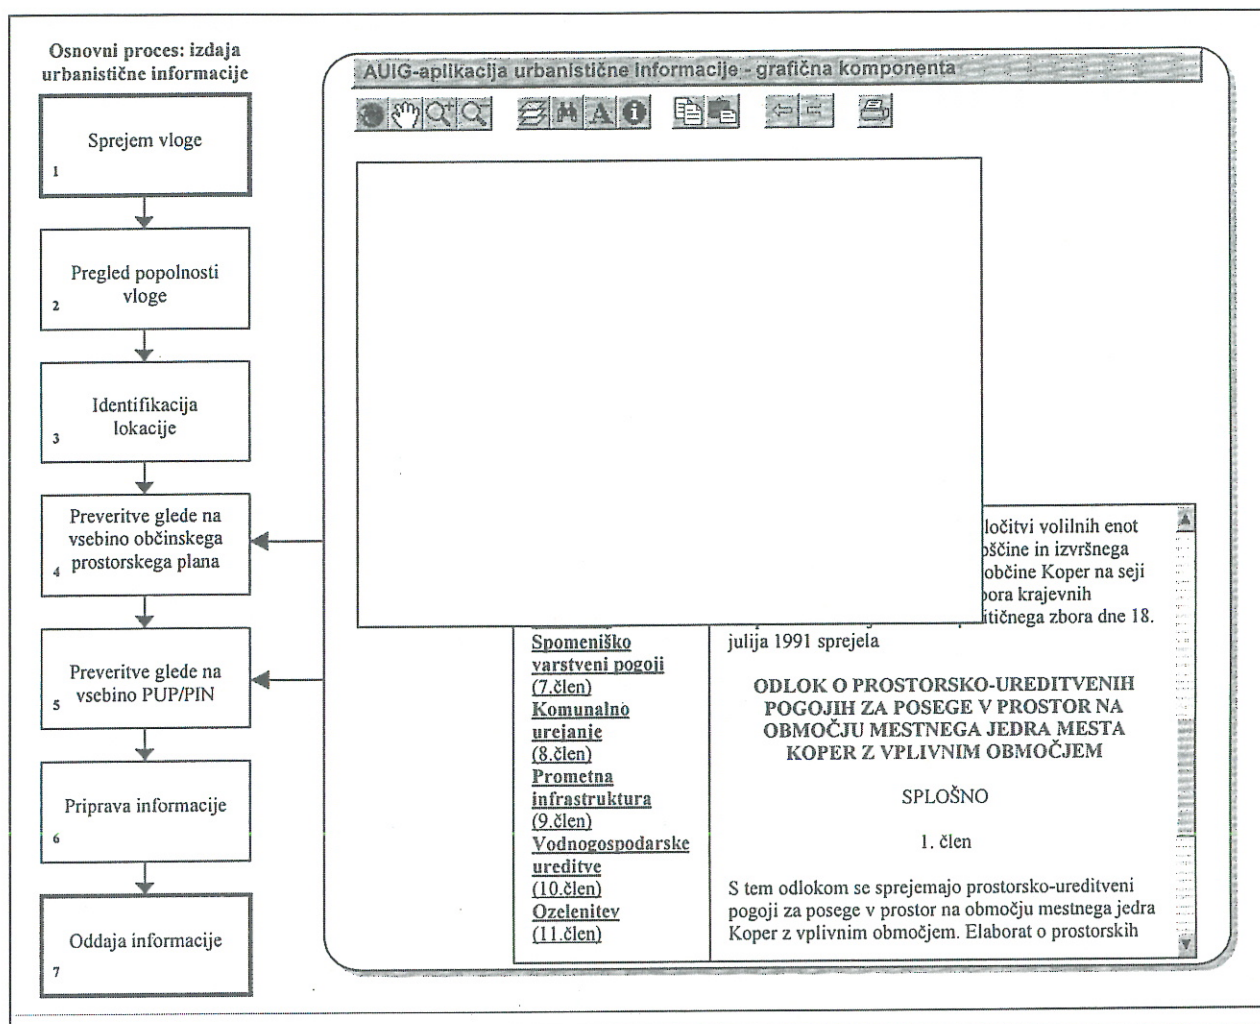 Osnovni proces: izdaja
urbanistične informacije
Sprejem vloge
1
Pregled popolnosti
vloge
2
Identifikacija
lokacije
3
Preveritve glede na
vsebino občinskega
prostorskega plana
4
Preveritve glede na
vsebino PUP/PIN
5
Priprava informacije
6
Oddaja informacije
7
AUIG-aplikacija urbanistične informacije - grafična komponenta
A
Spomeniško
varstveni pogoji
(7.člen)
Komunalno
urejanje
(8.člen)
Prometna
infrastruktura
(9.člen)
Vodnogospodarske
ureditve
(10.člen)
Ozelenitev
(11.člen)
volilnih enot
in izvršnega
občine Koper na seji
krajevnih
zbora dne 18.
julija 1991 sprejela
ODLOK O PROSTORSKO-UREDITVENIH
POGOJIH ZA POSEGE V PROSTOR NA
OBMOČJU MESTNEGA JEDRA MESTA
KOPER Z VPLIVNIM OBMOČJEM
SPLOŠNO
1. člen
S tem odlokom se sprejemajo prostorsko-ureditveni
pogoji za posege v prostor na območju mestnega jedra
Koper z vplivnim območjem. Elaborat o prostorskih